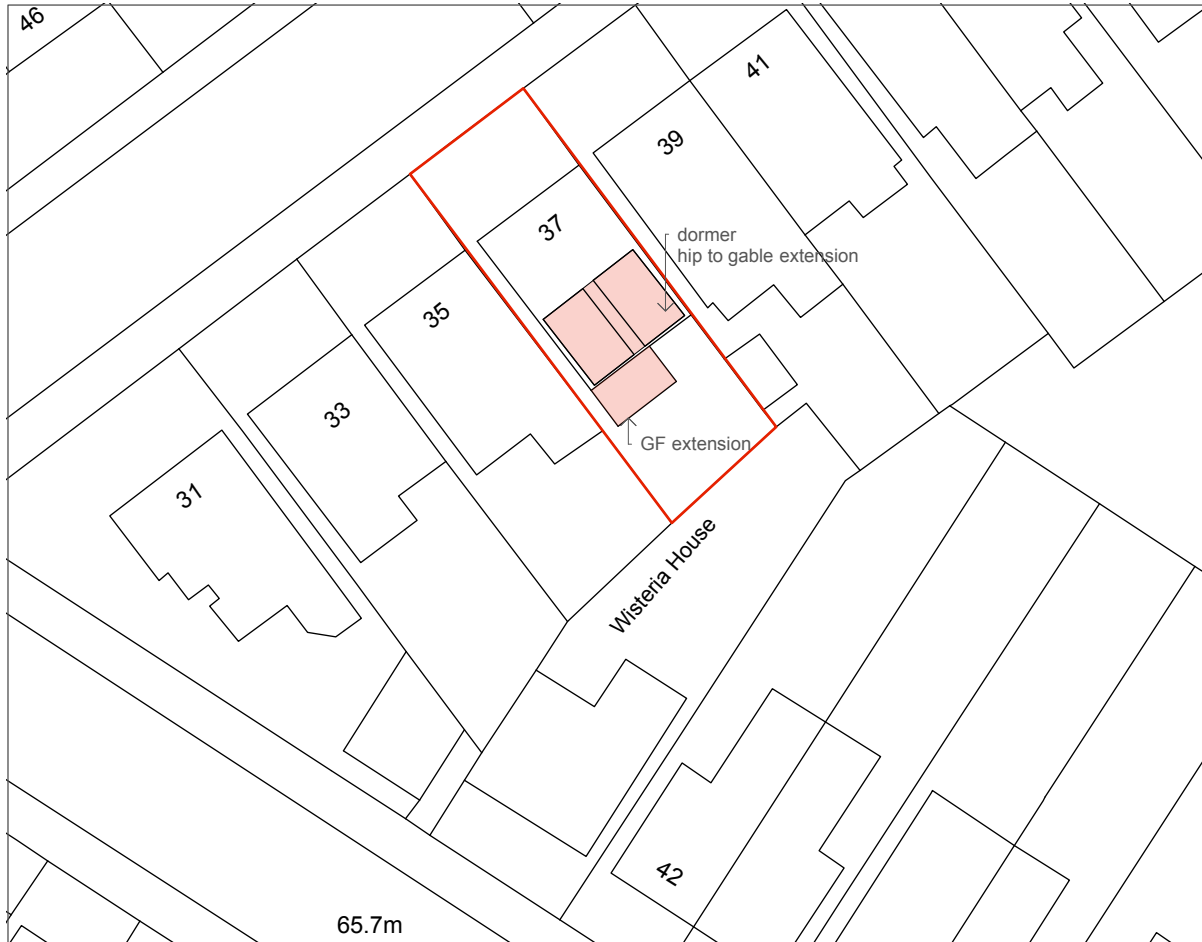 46
41
39
37
dormer
hip to gable extension
35
33
GF extension
31
Wisteria House
42
65.7m